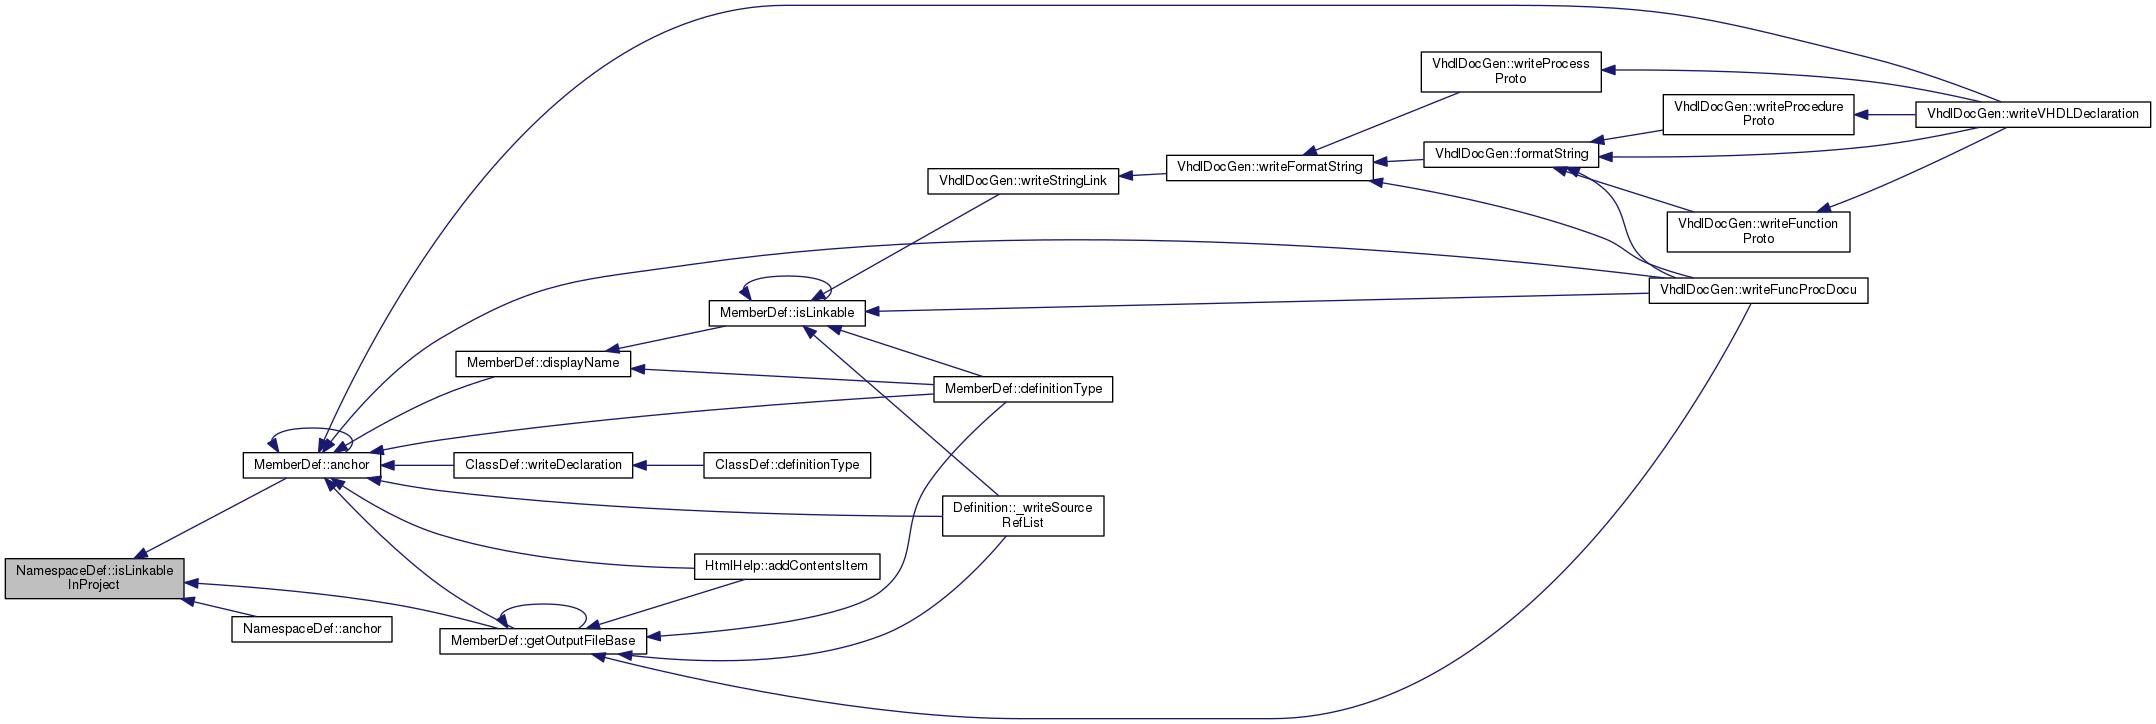 VhdlDocGen::writeProcess
Proto
VhdlDocGen::writeProcedure
Proto
VhdlDocGen::writeVHDLDeclaration
VhdlDocGen::formatString
VhdlDocGen::writeFormatString
VhdlDocGen::writeStringLink
VhdlDocGen::writeFunction
Proto
VhdlDocGen::writeFuncProcDocu
MemberDef::isLinkable
MemberDef::displayName
MemberDef::definitionType
MemberDef::anchor
ClassDef::writeDeclaration
ClassDef::definitionType
Definition::_writeSource
RefList
HtmlHelp::addContentsItem
NamespaceDef::isLinkable
InProject
NamespaceDef::anchor
MemberDef::getOutputFileBase